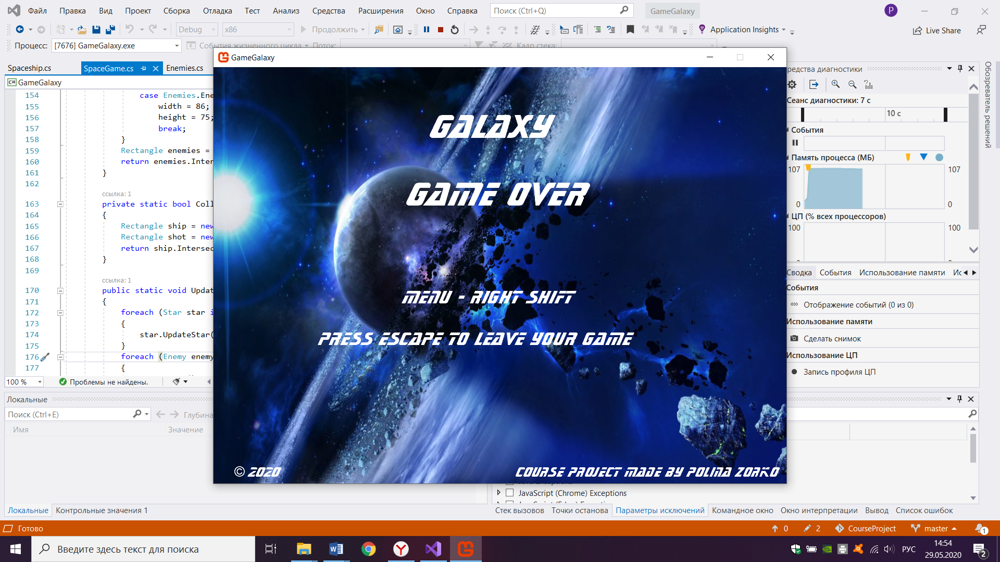 Файл Правка Вид Проект Сборка Отладка Тест Анализ Средства Расширения Окно Справка Поиск (Ctrl+Q) GameGalaxy P
Debug x86 Продолжить Application Insights Live Share
Процесс: [7676] GameGalaxy.exe События жизненного цикла Поток: Кадр стека:
GameGalaxy
Spaceship.cs SpaceGame.cs Enemies.cs
C# GameGalaxy
154 case Enemies.Ene
155 width = 86;
156 height = 75;
157 break;
158 }
159 Rectangle enemies =
160 return enemies.Inter
161 }
162
ссылка: 1
163 private static bool Coll
164 {
165 Rectangle ship = new
166 Rectangle shot = new
167 return ship.Intersec
168 }
169
ссылка: 1
170 public static void Updat
171 {
172 foreach (Star star i
173 {
174 star.UpdateStar(
175 }
176 foreach (Enemy enemy
177 {
100 % Проблемы не найдены.
GALAXY
GAME OVER
MENU - RIGHT SHIFT
PRESS ESCAPE TO LEAVE YOUR GAME
© 2020 COURSE PROJECT MADE BY POLINA ZORKO
редства диагностики
Сеанс диагностики: 7 с
10 с
События
Память процесса (МБ)
107 107
0 0
ЦП (% всех процессоров)
100 100
Сводка События Использование памяти Ис
События
Отображение событий (0 из 0)
Использование памяти
Сделать снимок
Использование ЦП
Запись профиля ЦП
Обозреватель решений
Локальные
Поиск (Ctrl+E) Глубина
Имя Значение
JavaScript (Chrome) Exceptions
Локальные Контрольные значения 1
Стек вызовов Точки останова Параметры исключений Командное окно Окно интерпретации Вывод Список ошибок
Готово 0 2 CourseProject master 1
Введите здесь текст для поиска
РУС 14:54
29.05.2020 2